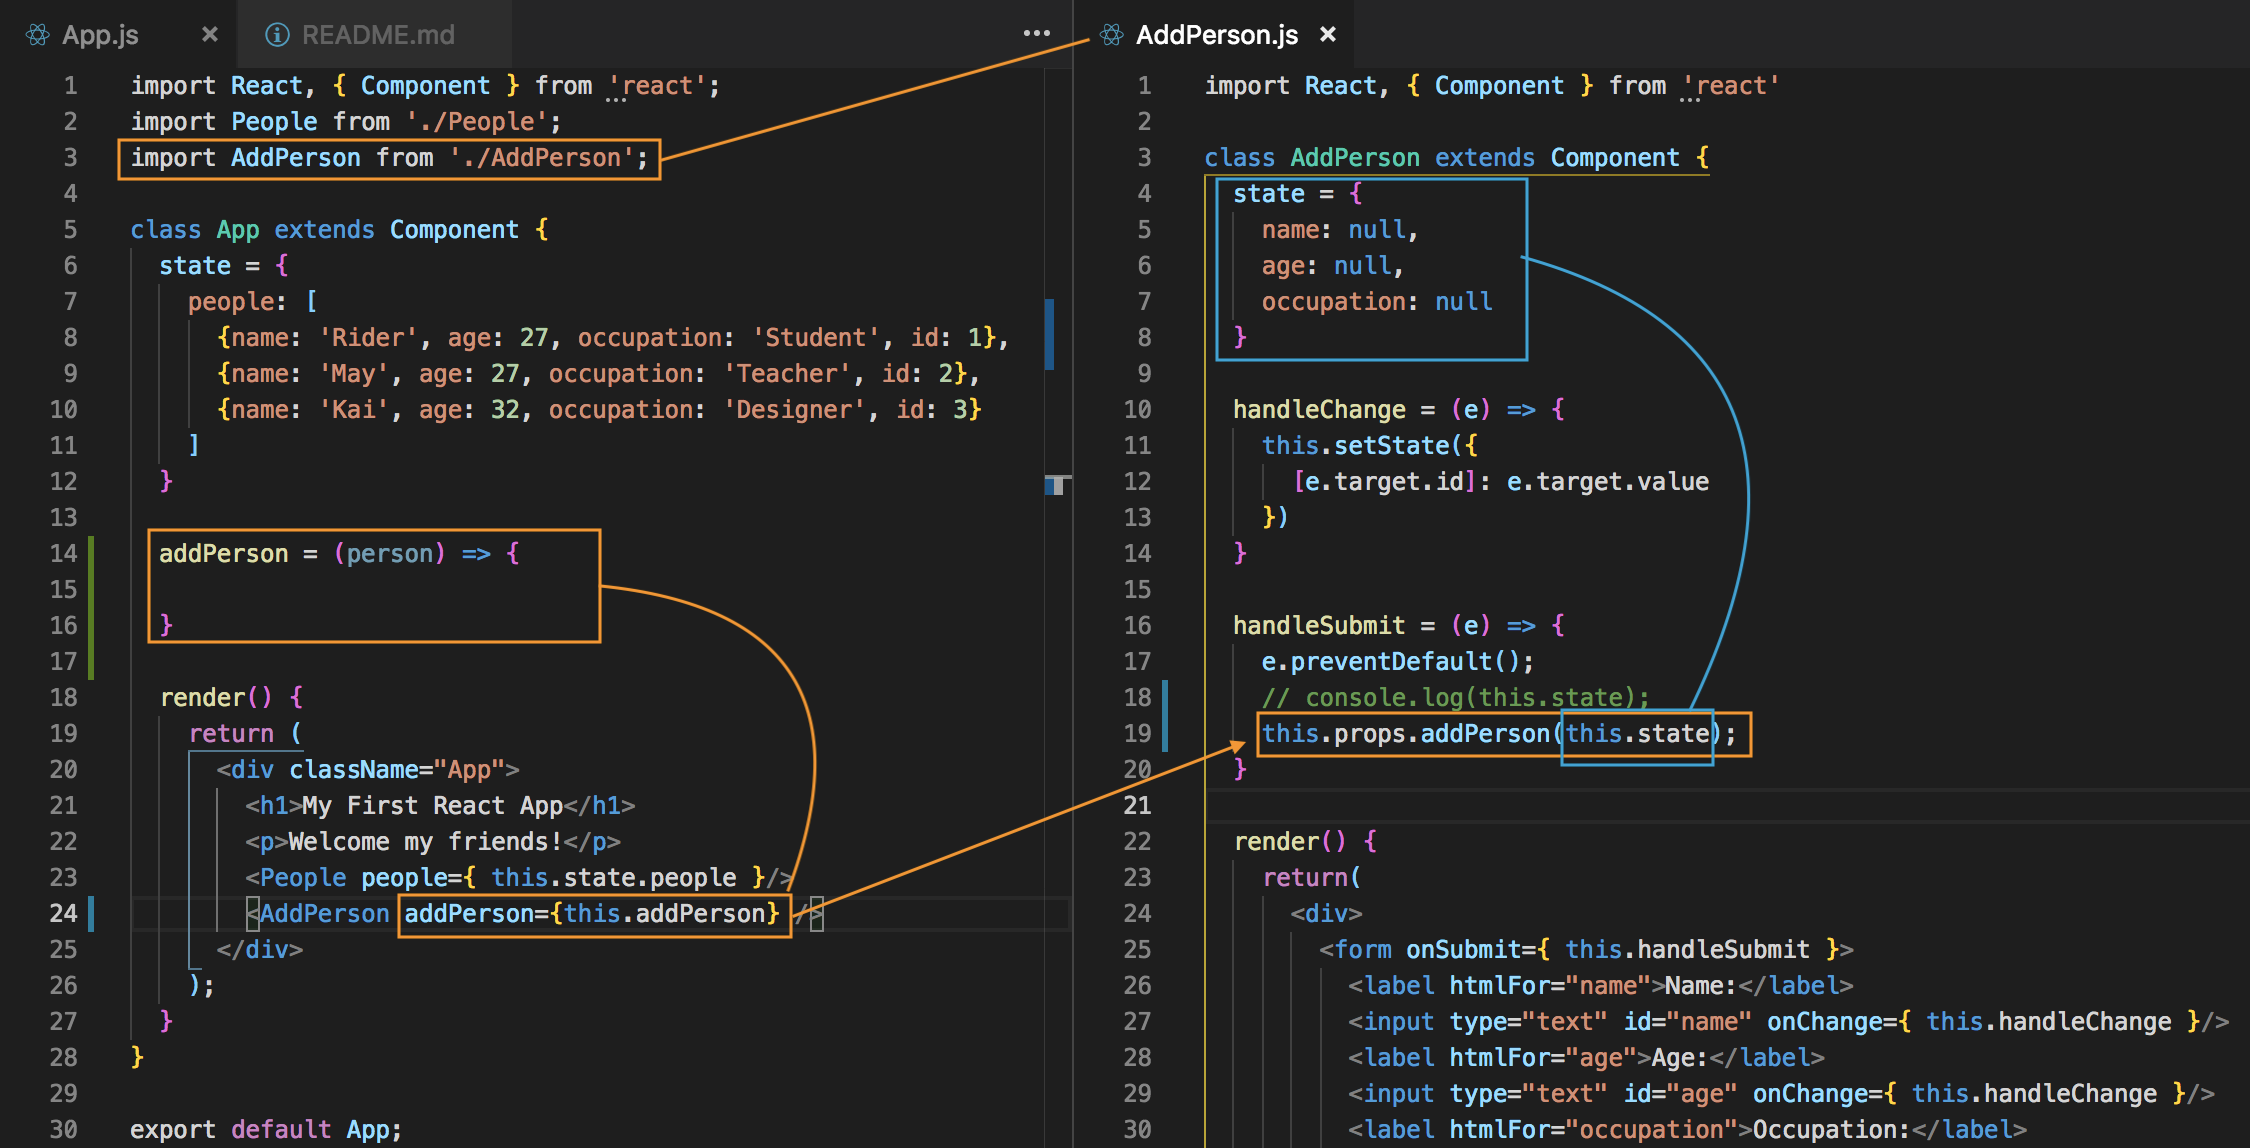 App.js
README.md
1 import React, { Component } from 'react';
2 import People from './People';
3 import AddPerson from './AddPerson';
4
5 class App extends Component {
6 state = {
7 people: [
8 {name: 'Rider', age: 27, occupation: 'Student', id: 1},
9 {name: 'May', age: 27, occupation: 'Teacher', id: 2},
10 {name: 'Kai', age: 32, occupation: 'Designer', id: 3}
11 ]
12 }
13
14 addPerson = (person) => {
15
16 }
17
18 render() {
19 return (
20 <div className="App">
21 <h1>My First React App</h1>
22 <p>Welcome my friends!</p>
23 <People people={ this.state.people }/>
24 <AddPerson addPerson={this.addPerson} />
25 </div>
26 );
27 }
28 }
29
30 export default App;
AddPerson.js
1 import React, { Component } from 'react'
2
3 class AddPerson extends Component {
4 state = {
5 name: null,
6 age: null,
7 occupation: null
8 }
9
10 handleChange = (e) => {
11 this.setState({
12 [e.target.id]: e.target.value
13 })
14 }
15
16 handleSubmit = (e) => {
17 e.preventDefault();
18 // console.log(this.state);
19 this.props.addPerson(this.state);
20 }
21
22 render() {
23 return(
24 <div>
25 <form onSubmit={ this.handleSubmit }>
26 <label htmlFor="name">Name:</label>
27 <input type="text" id="name" onChange={ this.handleChange }/>
28 <label htmlFor="age">Age:</label>
29 <input type="text" id="age" onChange={ this.handleChange }/>
30 <label htmlFor="occupation">Occupation:</label>